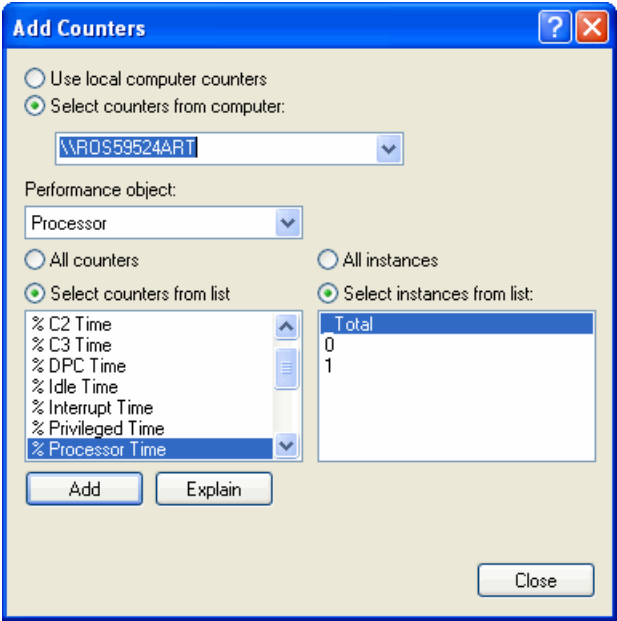 Add Counters
Use local computer counters
Select counters from computer:
\\ROS59524ART
Performance object:
Processor
All counters
All instances
Select counters from list
Select instances from list:
% C2 Time
% C3 Time
% DPC Time
% Idle Time
% Interrupt Time
% Privileged Time
% Processor Time
_Total
0
1
Add
Explain
Close